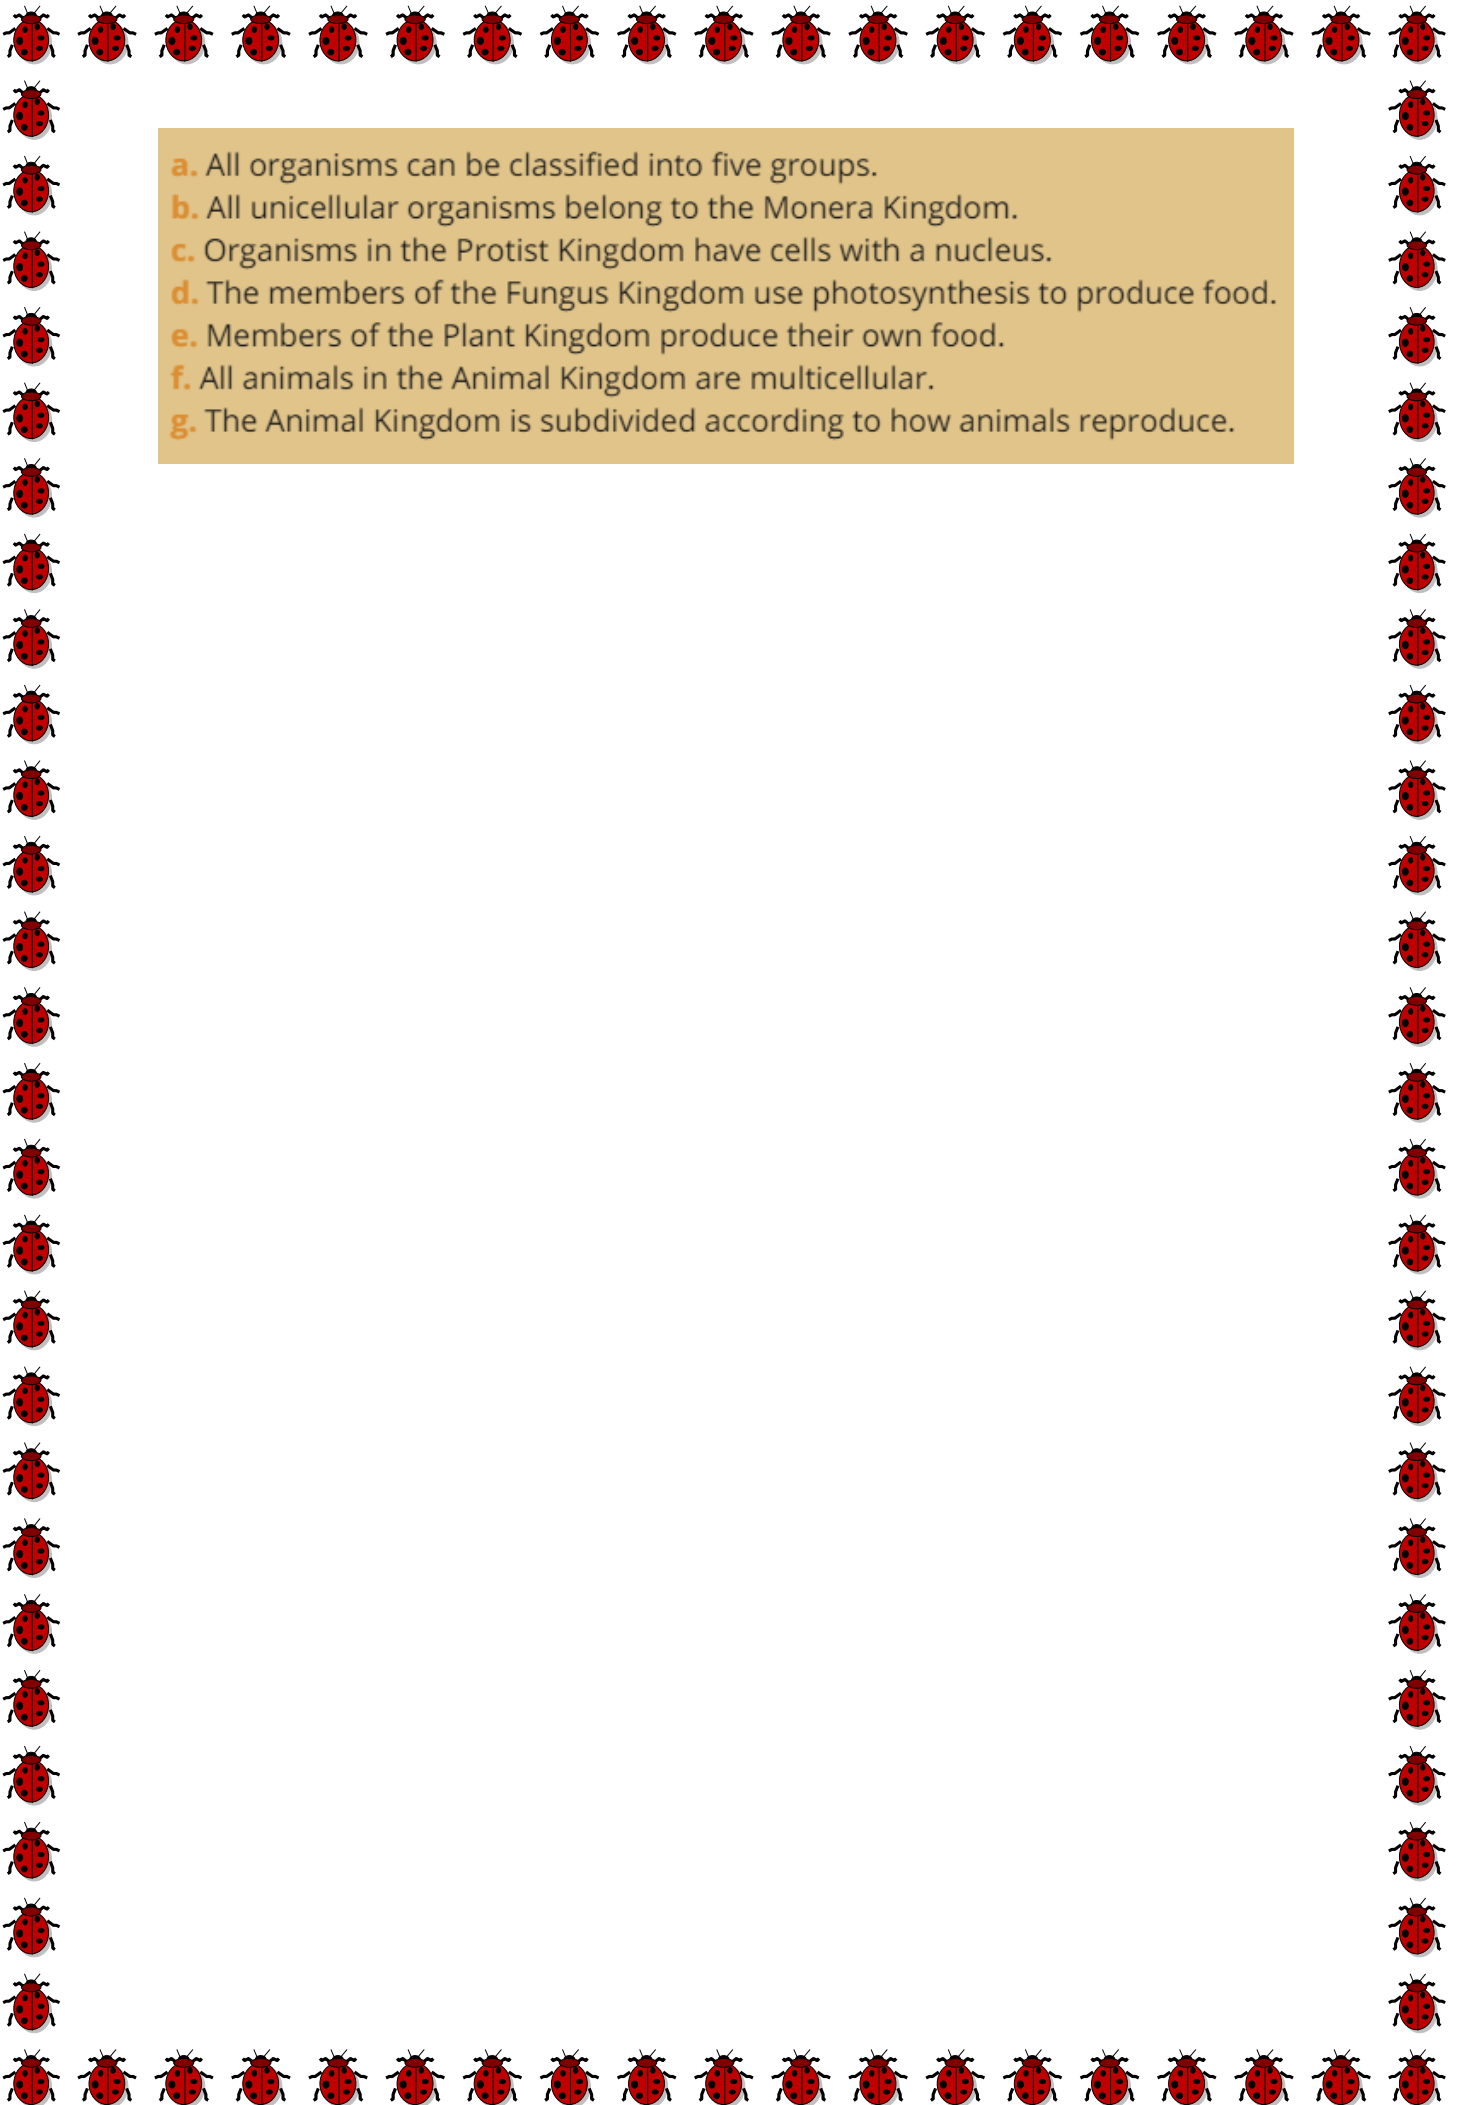 a. All organisms can be classified into five groups.
b. All unicellular organisms belong to the Monera Kingdom.
c. Organisms in the Protist Kingdom have cells with a nucleus.
d. The members of the Fungus Kingdom use photosynthesis to produce food.
e. Members of the Plant Kingdom produce their own food.
f. All animals in the Animal Kingdom are multicellular.
g. The Animal Kingdom is subdivided according to how animals reproduce.